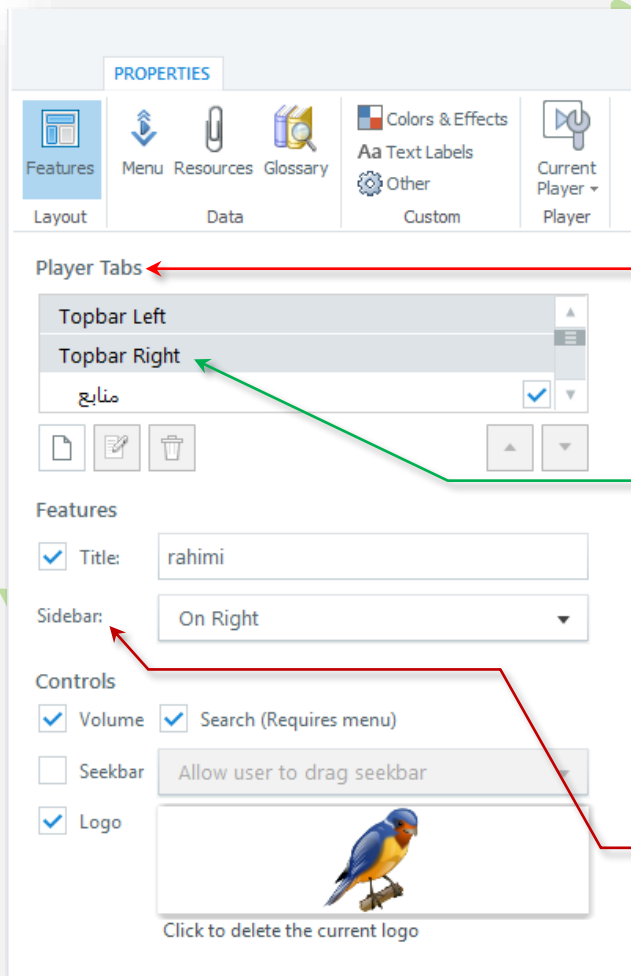 PROPERTIES
Features
Menu
Resources
Glossary
Colors & Effects
Aa Text Labels
Other
Current Player
Layout
Data
Custom
Player
Player Tabs
Topbar Left
Topbar Right
منابع
Features
Title: rahimi
Sidebar: On Right
Controls
Volume Search (Requires menu)
Seekbar Allow user to drag seekbar
Logo
Click to delete the current logo